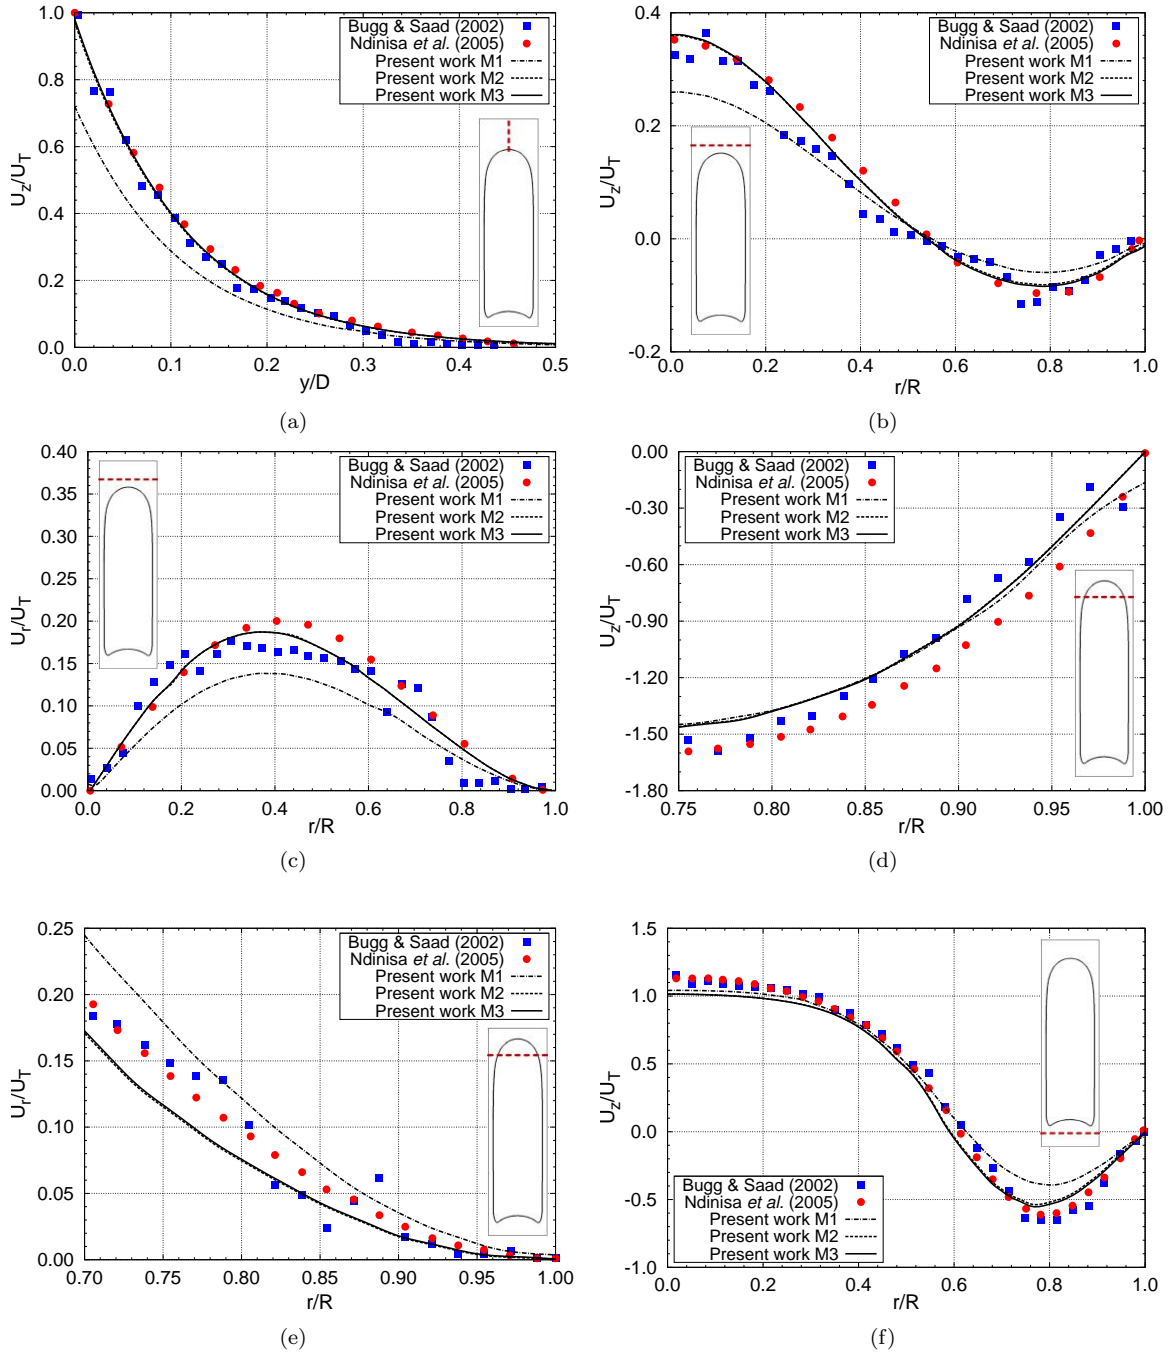 Bugg & Saad (2002)
Ndinisa et al. (2005)
Present work M1
Present work M2
Present work M3
1.0
0.8
0.6
0.4
0.2
0.0
U_z/U_T
0.0 0.1 0.2 0.3 0.4 0.5
y/D
(a)
Bugg & Saad (2002)
Ndinisa et al. (2005)
Present work M1
Present work M2
Present work M3
0.4
0.2
0.0
-0.2
U_z/U_T
0.0 0.2 0.4 0.6 0.8 1.0
r/R
(b)
Bugg & Saad (2002)
Ndinisa et al. (2005)
Present work M1
Present work M2
Present work M3
0.40
0.35
0.30
0.25
0.20
0.15
0.10
0.05
0.00
U_r/U_T
0.0 0.2 0.4 0.6 0.8 1.0
r/R
(c)
Bugg & Saad (2002)
Ndinisa et al. (2005)
Present work M1
Present work M2
Present work M3
0.00
-0.30
-0.60
-0.90
-1.20
-1.50
-1.80
U_z/U_T
0.75 0.80 0.85 0.90 0.95 1.00
r/R
(d)
Bugg & Saad (2002)
Ndinisa et al. (2005)
Present work M1
Present work M2
Present work M3
0.25
0.20
0.15
0.10
0.05
0.00
U_r/U_T
0.70 0.75 0.80 0.85 0.90 0.95 1.00
r/R
(e)
1.5
1.0
0.5
0.0
-0.5
-1.0
U_z/U_T
Bugg & Saad (2002)
Ndinisa et al. (2005)
Present work M1
Present work M2
Present work M3
0.0 0.2 0.4 0.6 0.8 1.0
r/R
(f)